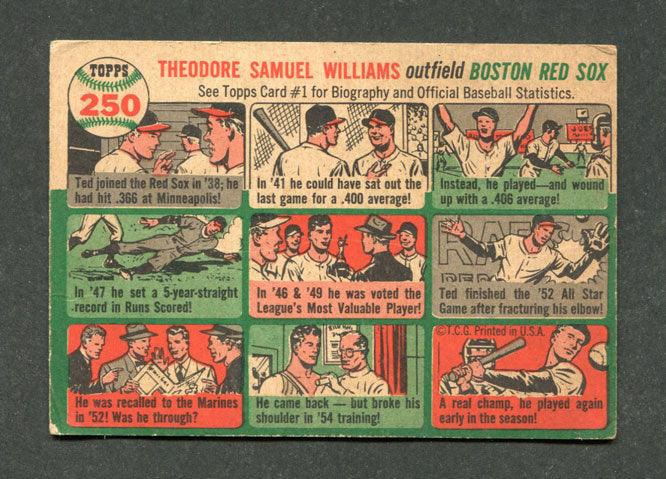 TOPPS
250
THEODORE SAMUEL WILLIAMS outfield BOSTON RED SOX
See Topps Card #1 for Biography and Official Baseball Statistics.
Ted joined the Red Sox in '38; he
had hit .366 at Minneapolis!
In '41 he could have sat out the
last game for a .400 average!
Instead, he played—and wound
up with a .406 average!
In '47 he set a 5-year-straight
record in Runs Scored!
In '46 & '49 he was voted the
League's Most Valuable Player!
Ted finished the '52 All Star
Game after fracturing his elbow!
He was recalled to the Marines
in '52! Was he through?
He came back — but broke his
shoulder in '54 training!
©T.C.G. Printed in U.S.A.
A real champ, he played again
early in the season!